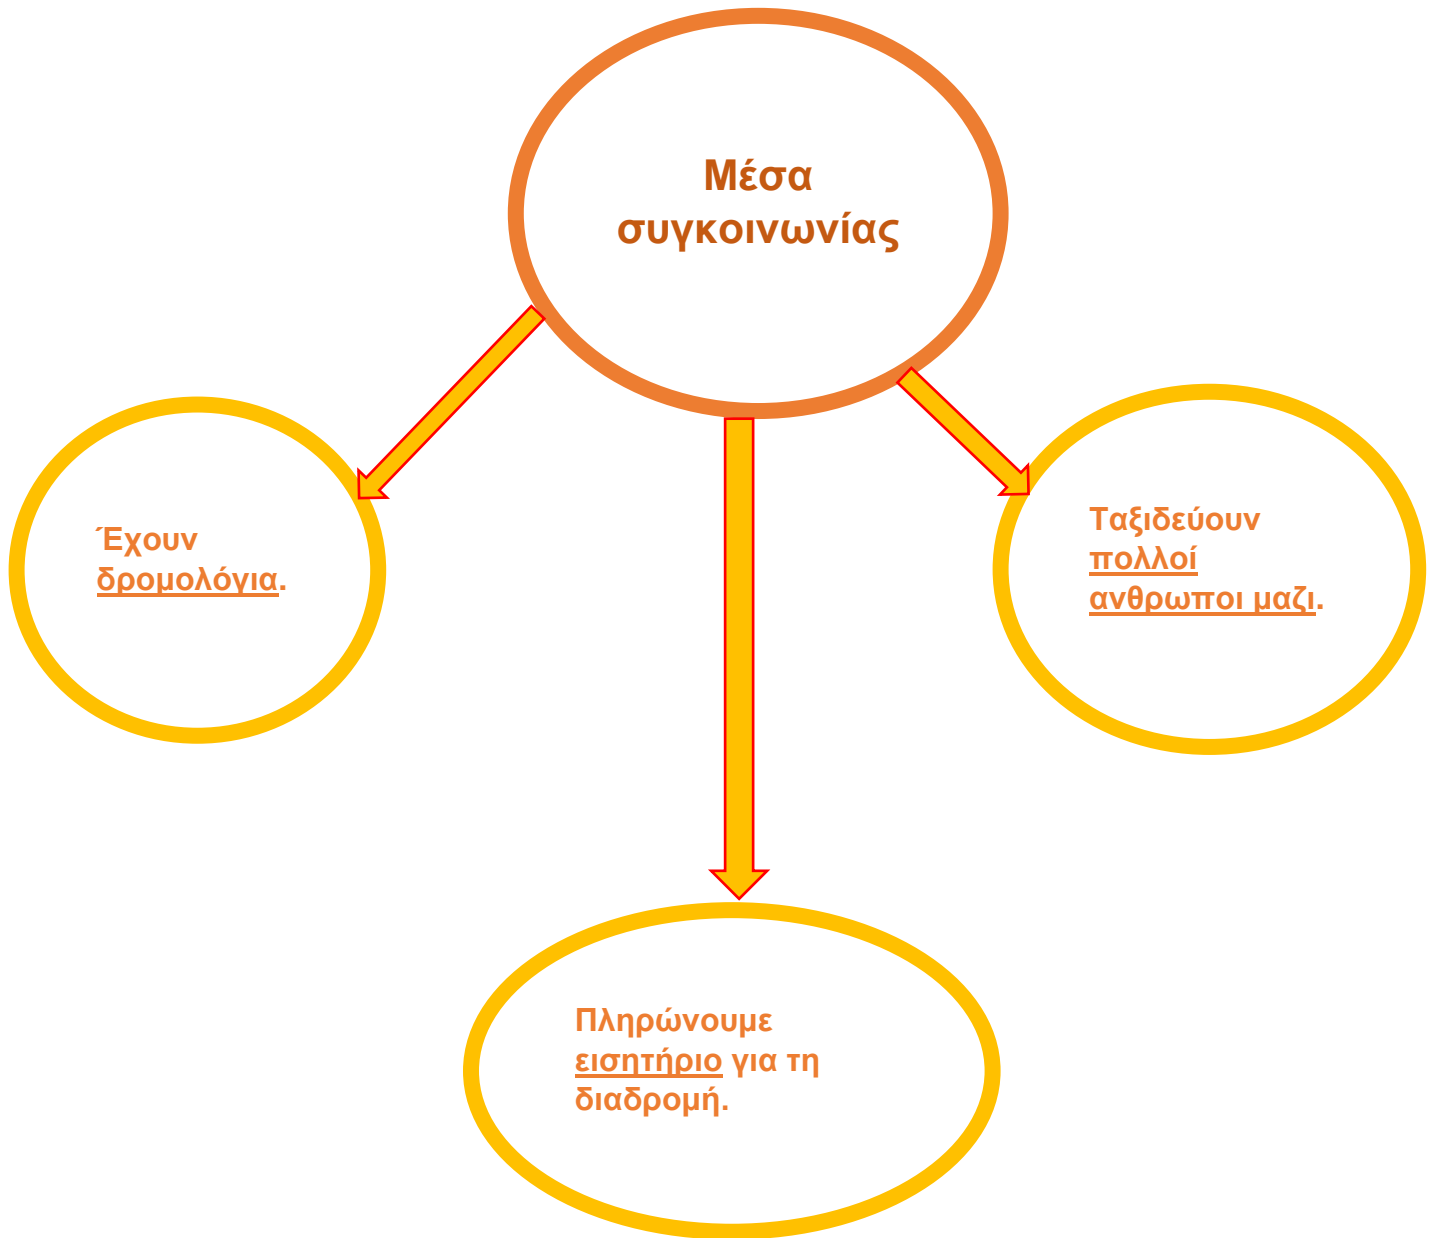 Μέσα
συγκοινωνίας
Έχουν
δρομολόγια.
Ταξιδεύουν
πολλοί
ανθρωποι μαζι.
Πληρώνουμε
εισητήριο για τη
διαδρομή.